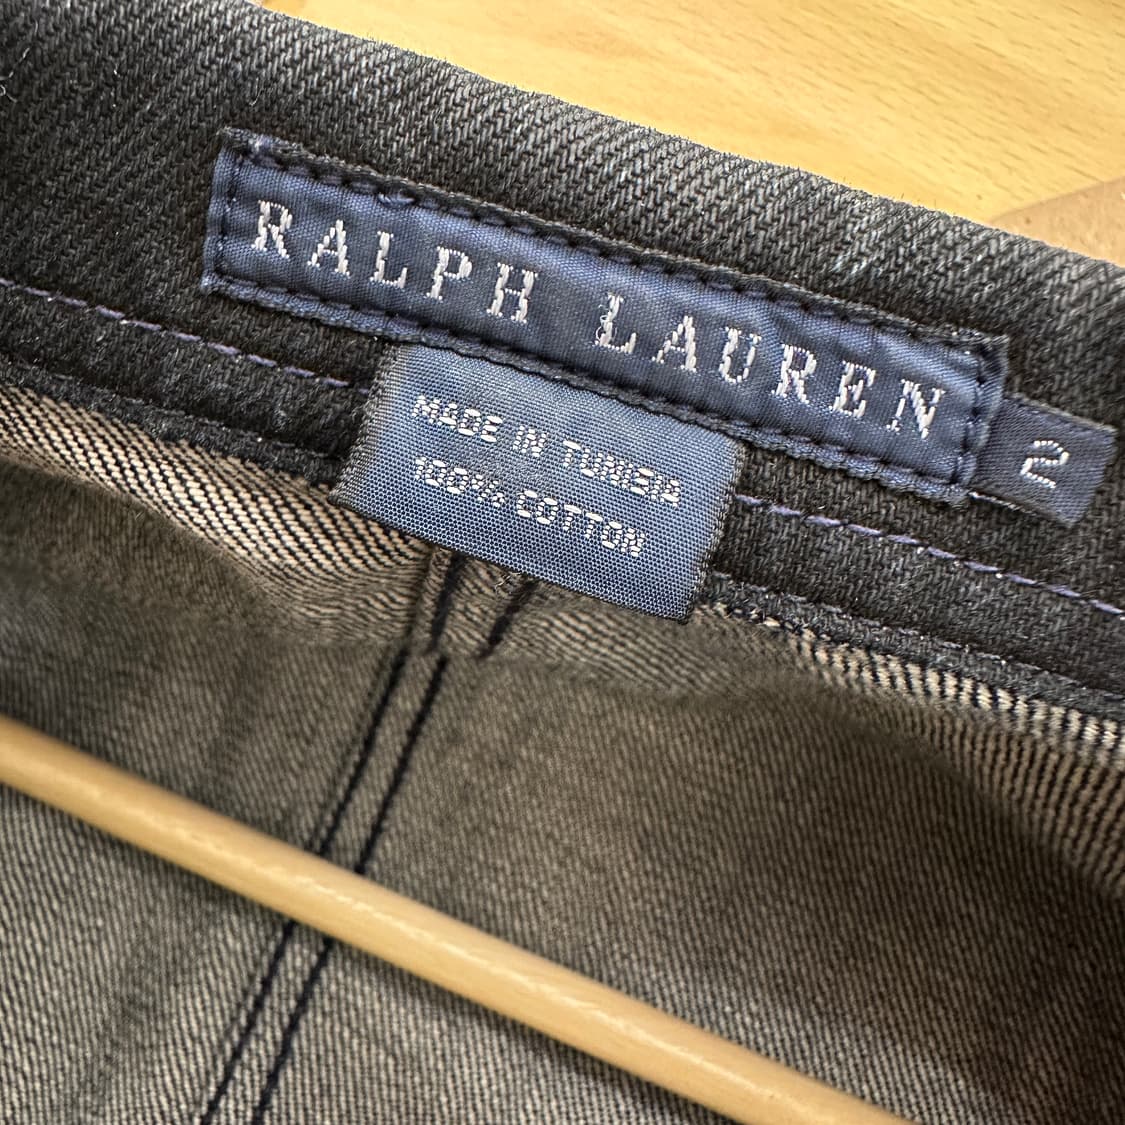 RALPH LAUREN
2
MADE IN TUNISIA
100% COTTON